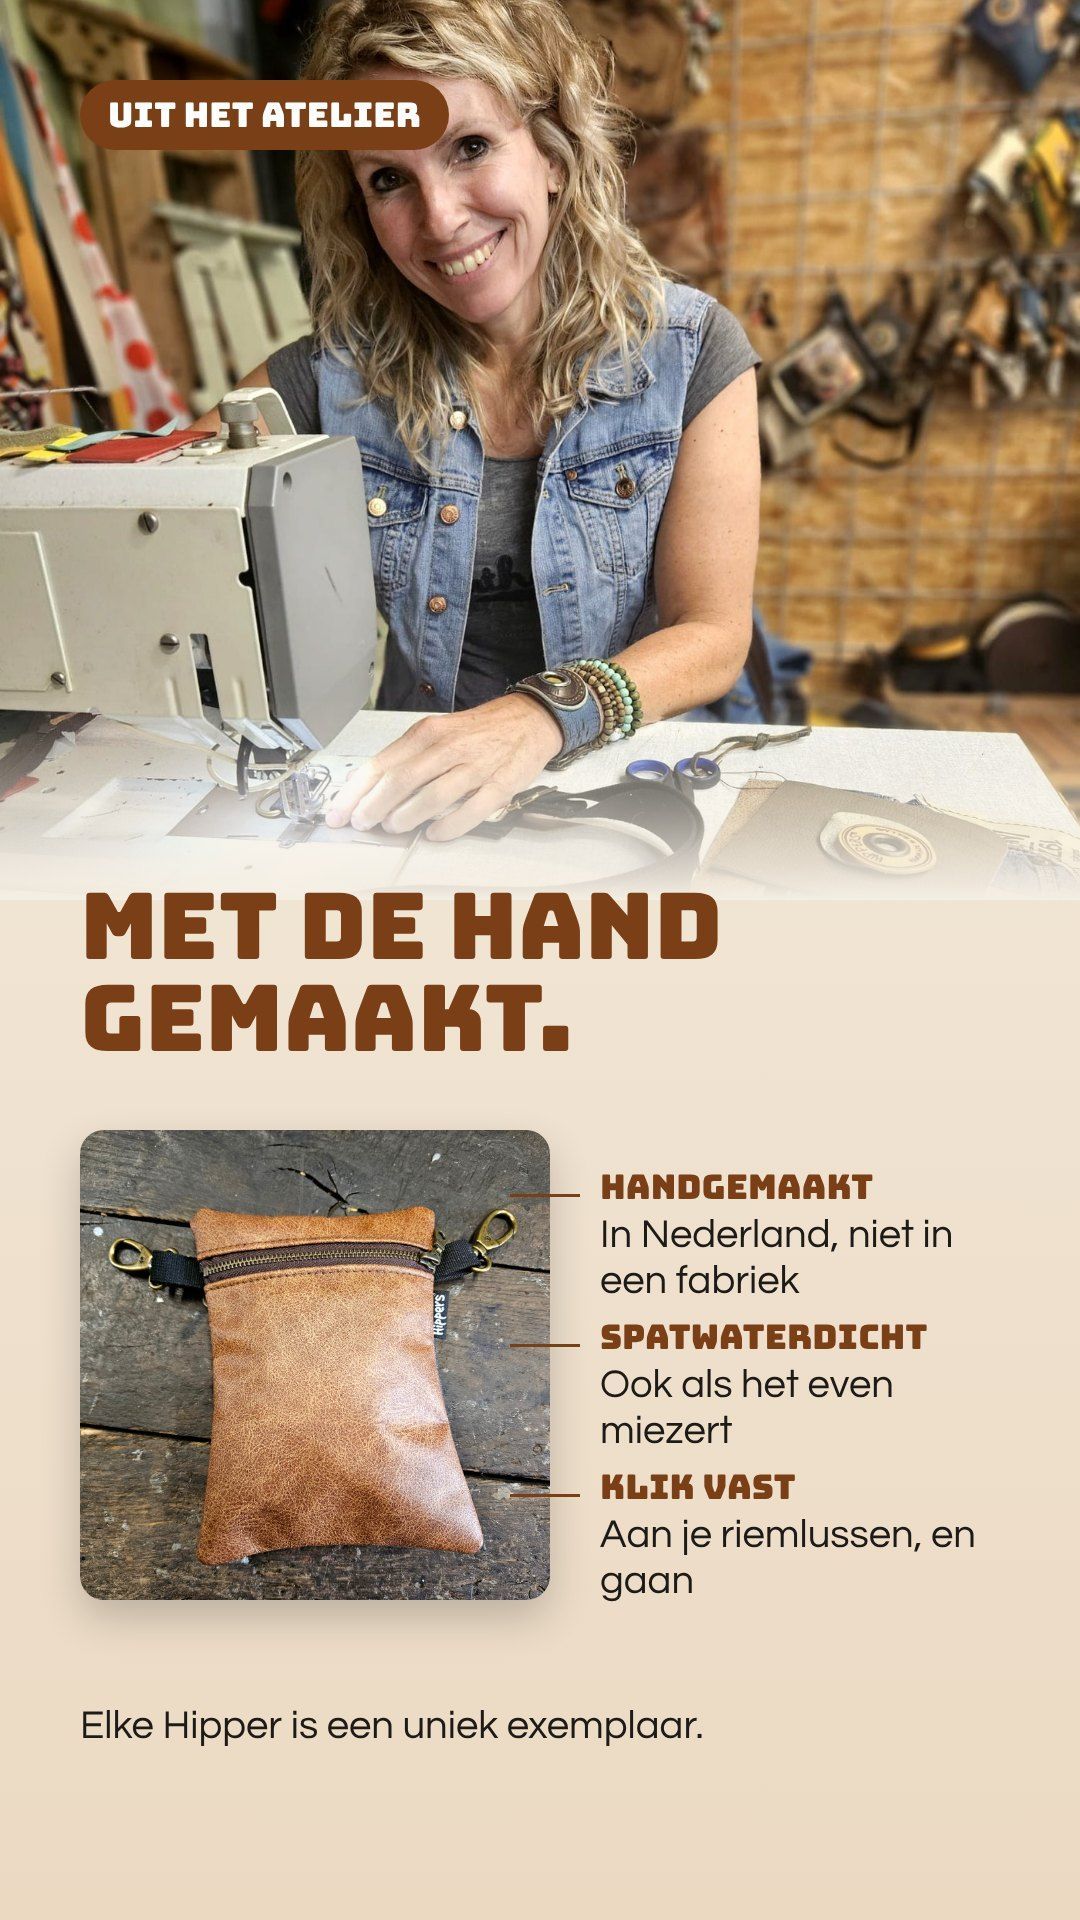 UIT HET ATELIER
MET DE HAND
GEMAAKT.
Hippers
HANDGEMAAKT
In Nederland, niet in
een fabriek
SPATWATERDICHT
Ook als het even
miezert
KLIK VAST
Aan je riemlussen, en
gaan
Elke Hipper is een uniek exemplaar.